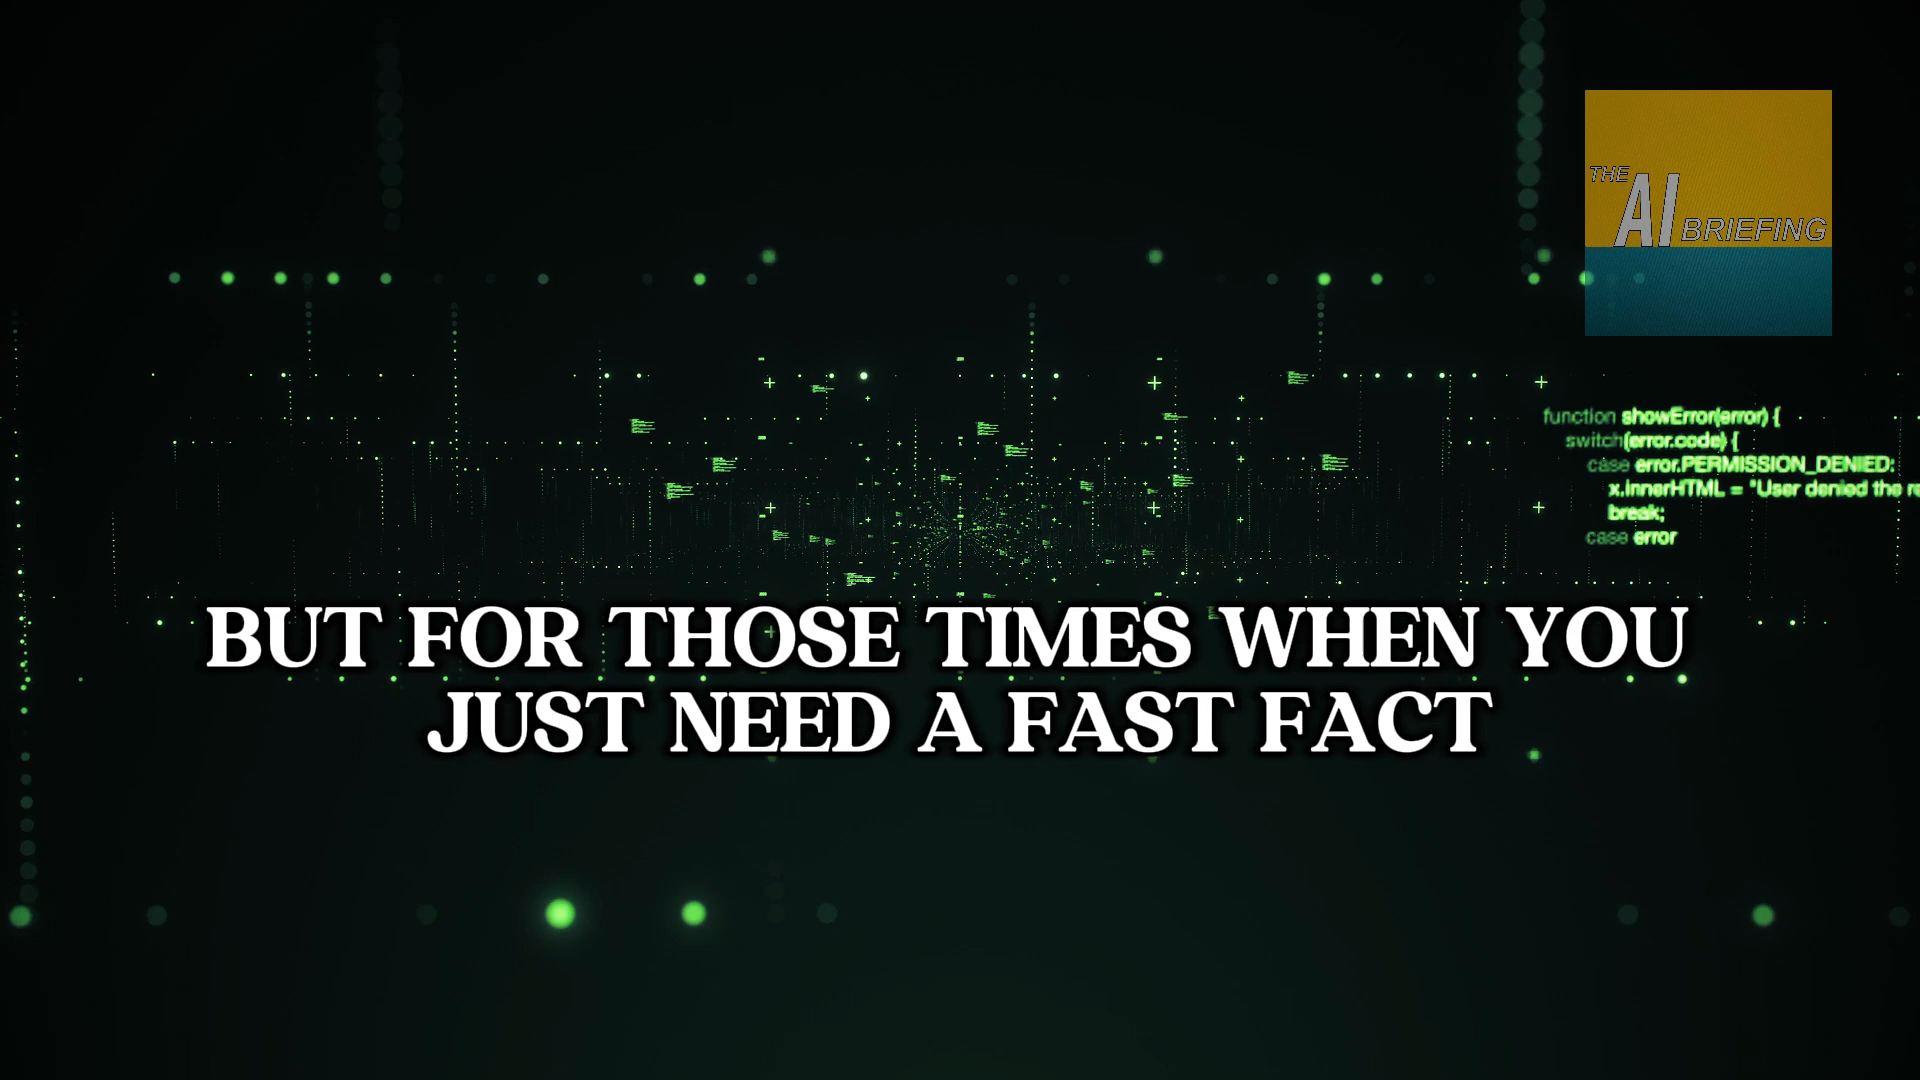 THE
AI BRIEFING
function showError(error) {
switch(error.code) {
case error.PERMISSION_DENIED:
x.innerHTML = "User denied the re
break;
case error
BUT FOR THOSE TIMES WHEN YOU
JUST NEED A FAST FACT